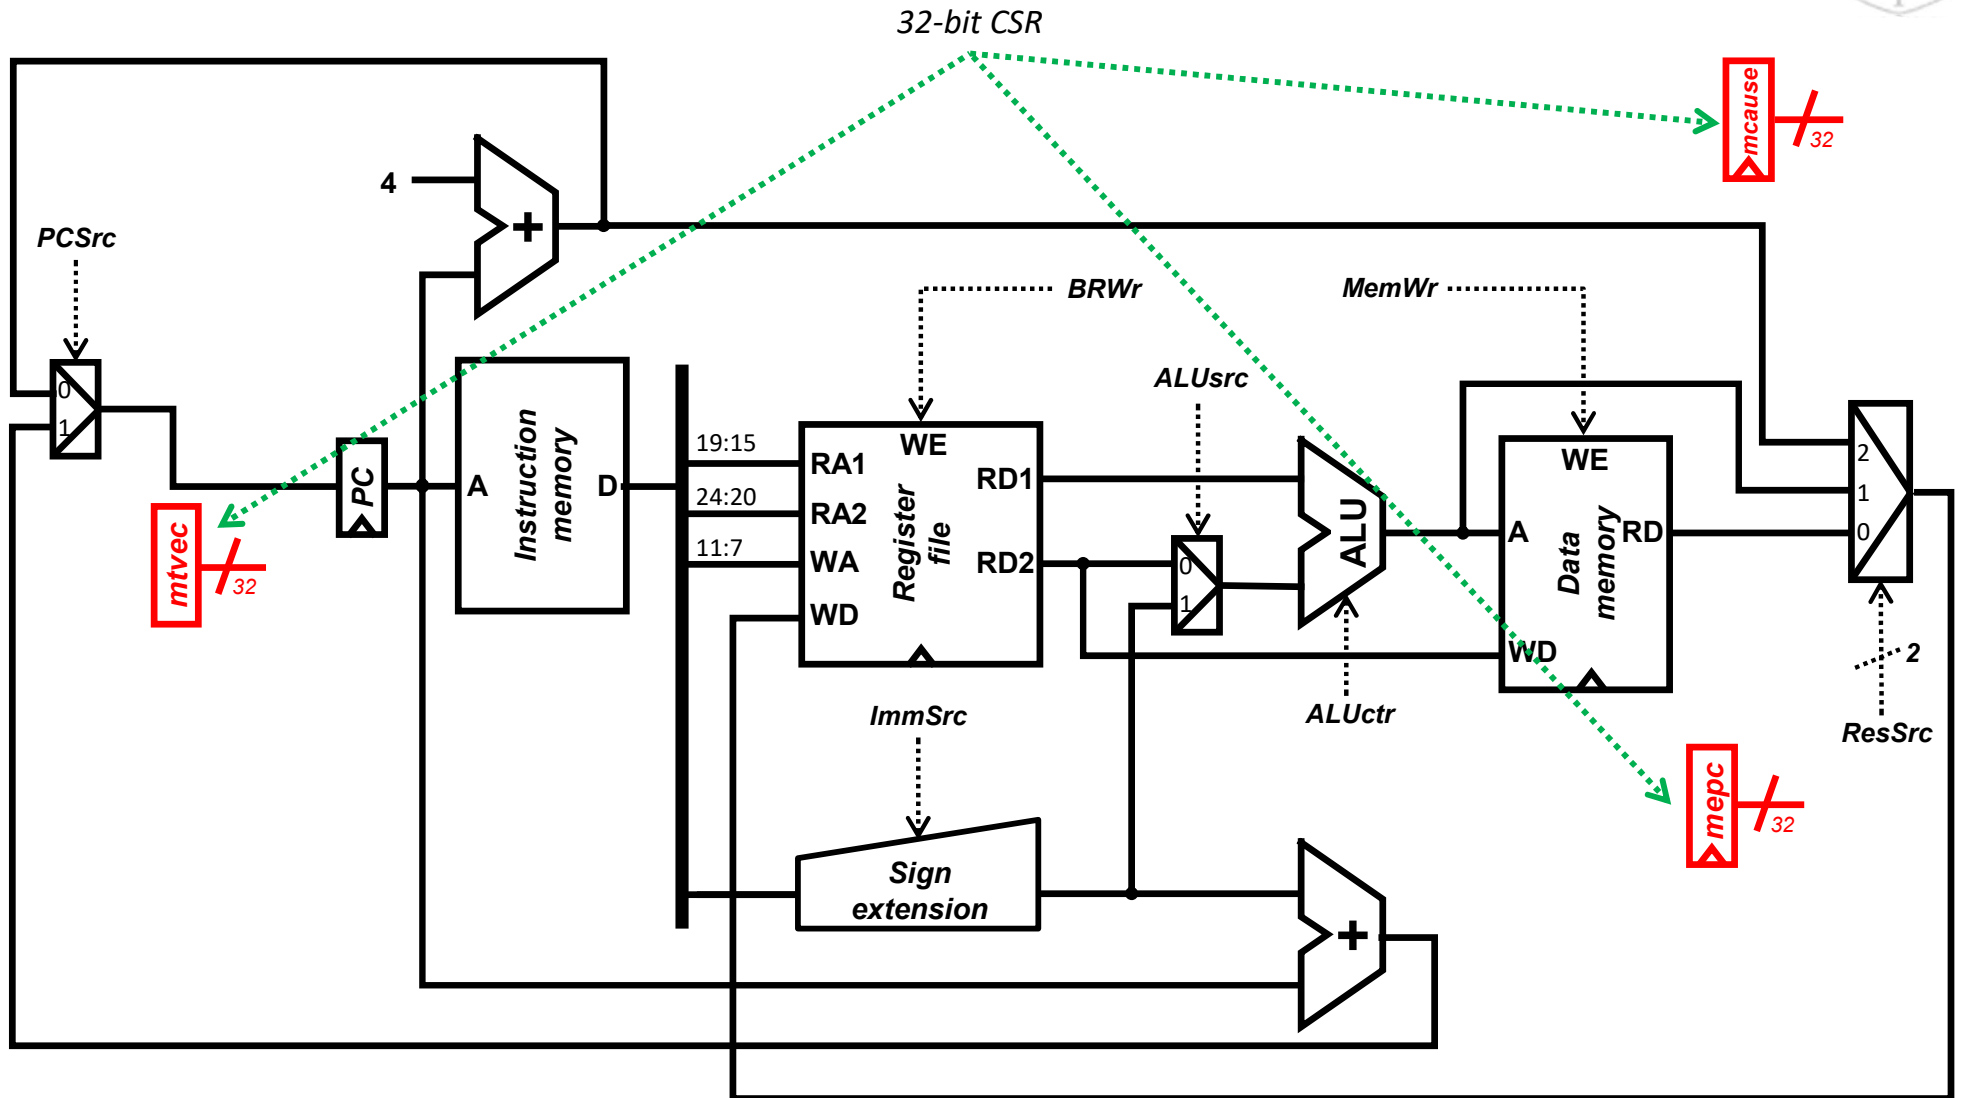 32-bit CSR
mcause
32
4
+
PCSrc
BRWr
MemWr
0
1
ALUsrc
Instruction
memory
A
D
PC
19:15
24:20
11:7
WE
RA1
RA2
WA
WD
RD1
RD2
Register
file
0
1
ALU
WE
A
RD
WD
Data
memory
2
1
0
mtvec
32
2
ImmSrc
ALUctr
ResSrc
mepc
32
Sign
extension
+